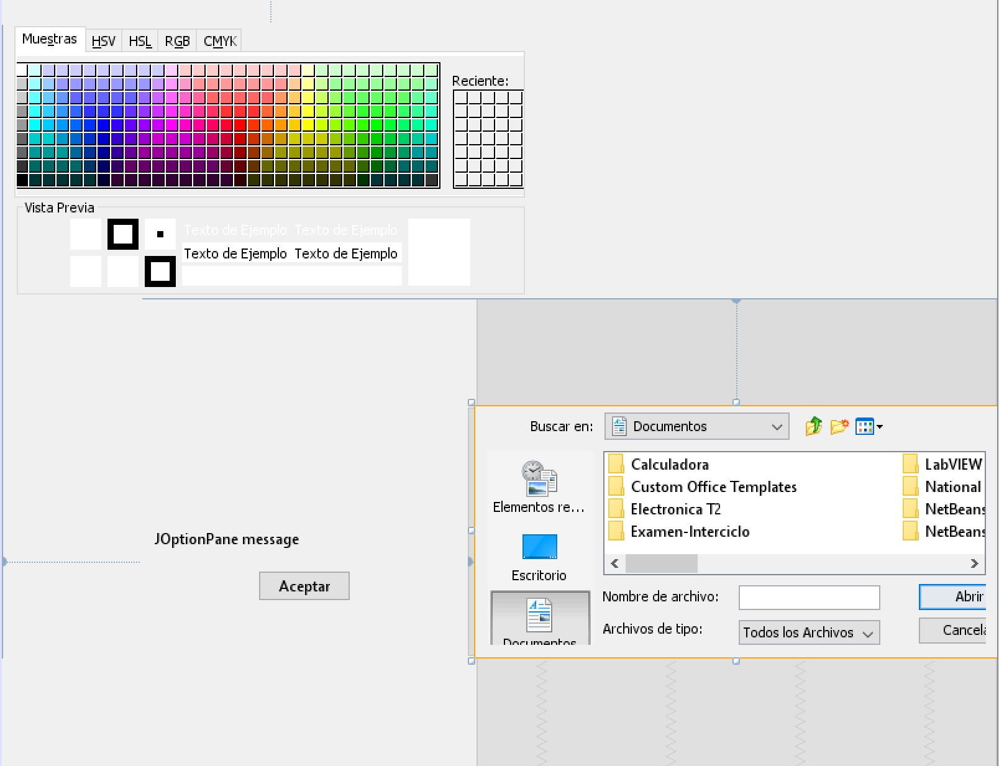 Muestras HSV HSL RGB CMYK
Reciente:
Vista Previa
Texto de Ejemplo Texto de Ejemplo
Texto de Ejemplo Texto de Ejemplo
JOptionPane message
Aceptar
Buscar en: Documentos
Elementos re...
Escritorio
Documentos
Calculadora
Custom Office Templates
Electronica T2
Examen-Interciclo
LabVIEW
National
NetBeans
NetBeans
Nombre de archivo:
Abrir
Archivos de tipo: Todos los Archivos
Cancela